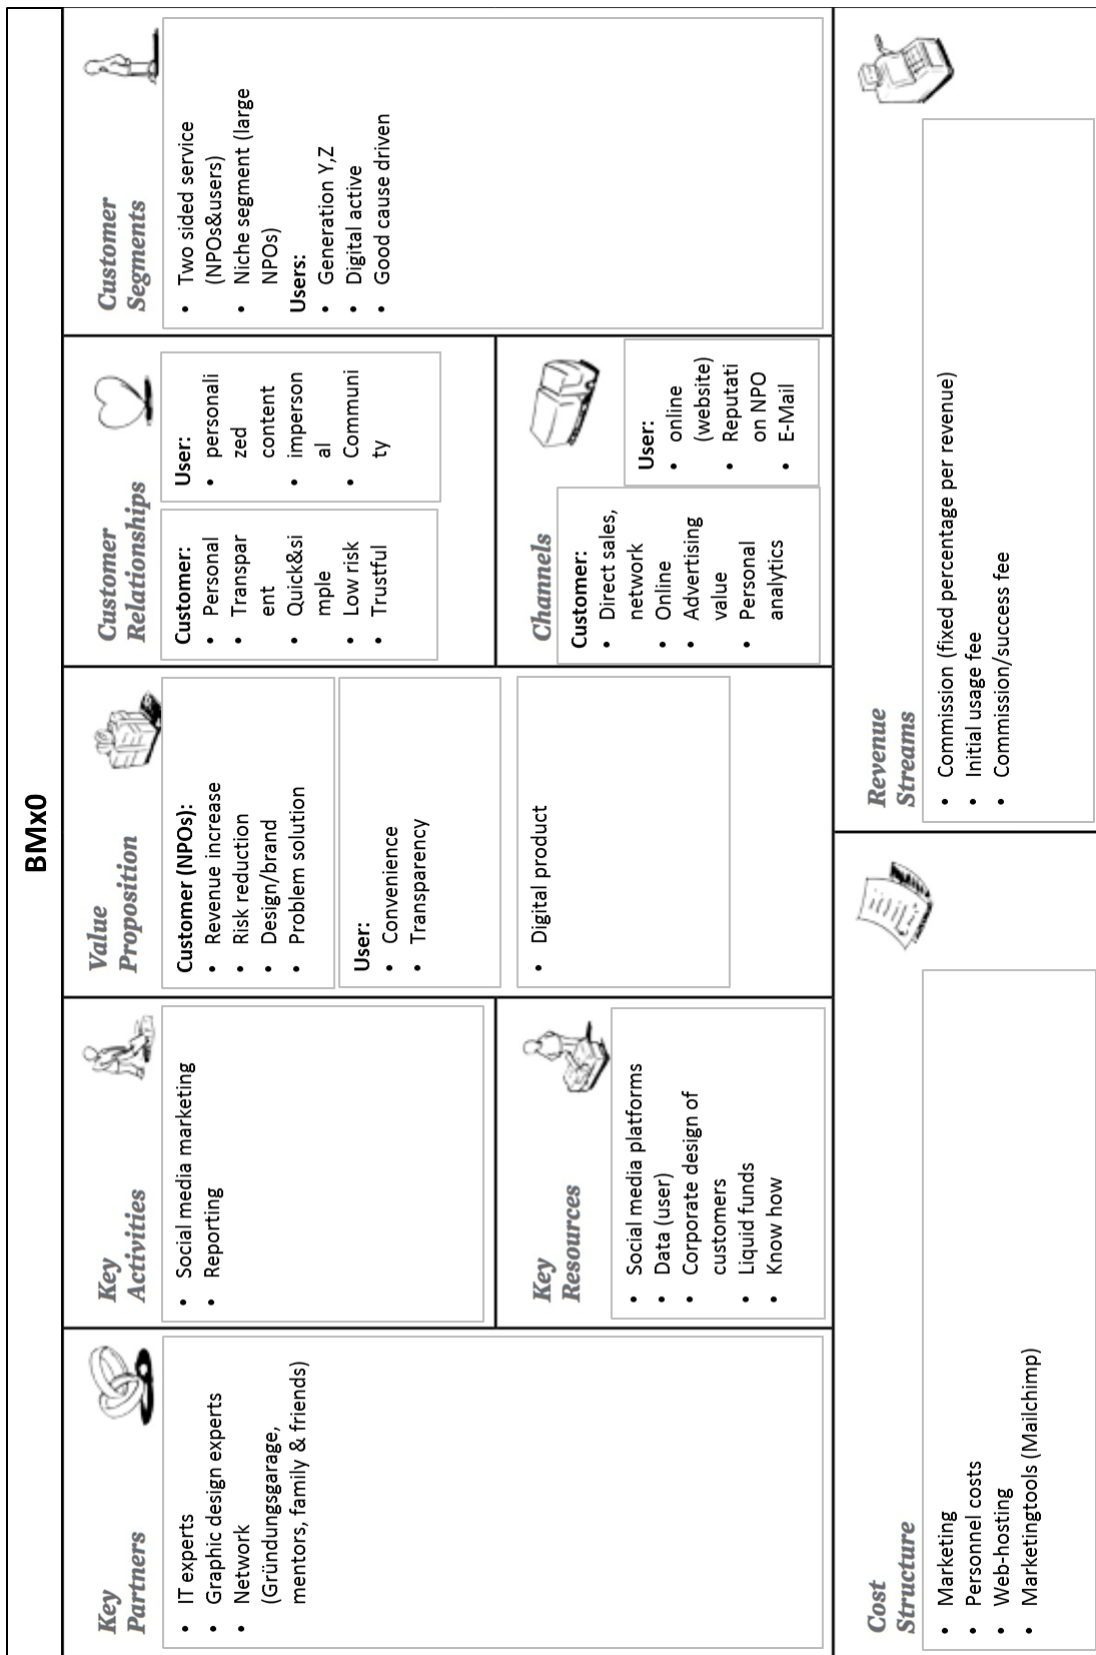 BMx0
Key
Partners
• IT experts
• Graphic design experts
• Network
(Gründungsgarage,
mentors, family & friends)
Key
Activities
• Social media marketing
• Reporting
Key
Resources
• Social media platforms
• Data (user)
• Corporate design of
customers
• Liquid funds
• Know how
Value
Proposition
Customer (NPOs):
• Revenue increase
• Risk reduction
• Design/brand
• Problem solution
User:
• Convenience
• Transparency
• Digital product
Customer
Relationships
Customer:
• Personal
• Transpar
ent
• Quick&si
mple
• Low risk
• Trustful
User:
• personali
zed
content
• imperson
al
• Communi
ty
Channels
Customer:
• Direct sales,
network
• Online
• Advertising
value
• Personal
analytics
User:
• online
(website)
• Reputati
on NPO
• E-Mail
Customer
Segments
• Two sided service
(NPOs&users)
• Niche segment (large
NPOs)
Users:
• Generation Y,Z
• Digital active
• Good cause driven
Cost
Structure
• Marketing
• Personnel costs
• Web-hosting
• Marketingtools (Mailchimp)
Revenue
Streams
• Commission (fixed percentage per revenue)
• Initial usage fee
• Commission/success fee